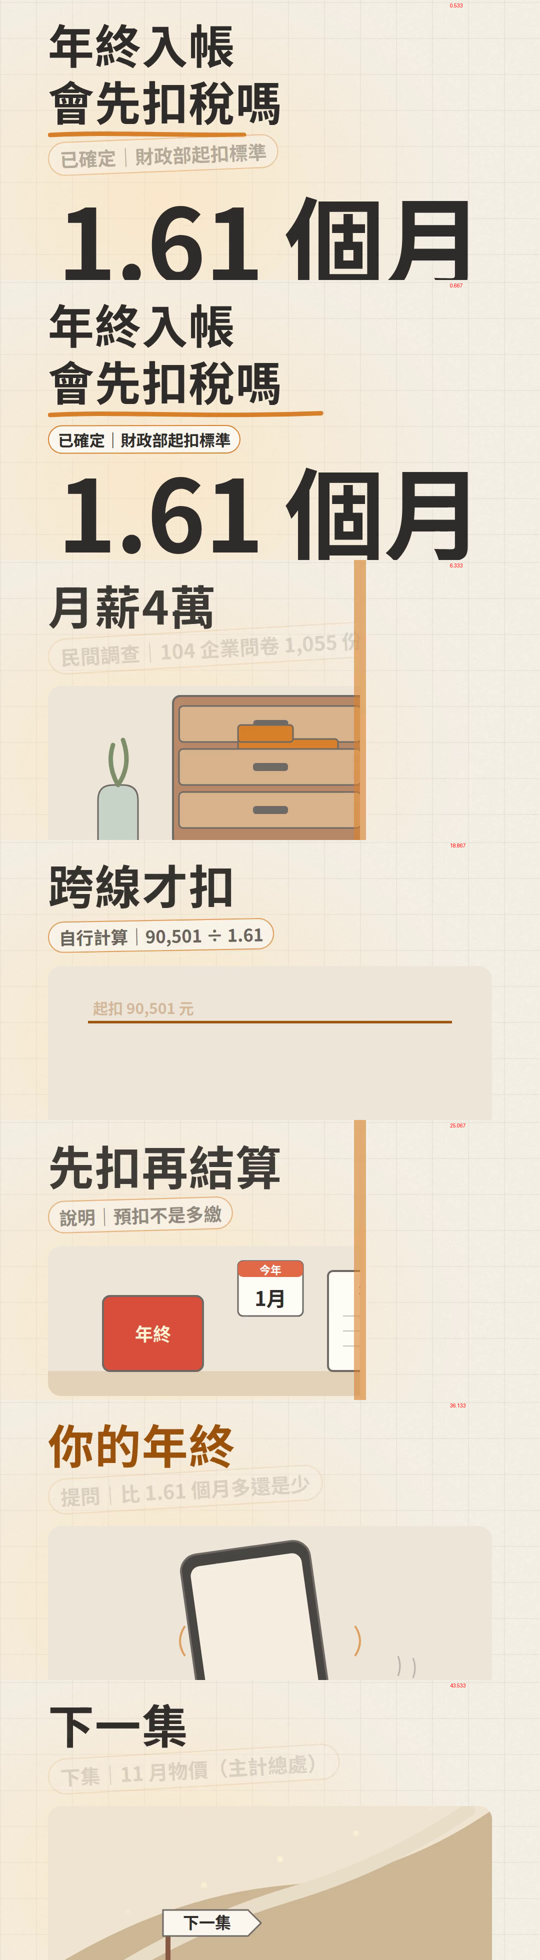 0.533
年終入帳
會先扣稅嗎
已確定｜財政部起扣標準
1.61 個月
0.667
年終入帳
會先扣稅嗎
已確定｜財政部起扣標準
1.61 個月
6.333
月薪4萬
民間調查｜104 企業問卷 1,055 份
18.867
跨線才扣
自行計算｜90,501 ÷ 1.61
起扣 90,501 元
25.067
先扣再結算
說明｜預扣不是多繳
今年
1月
年終
36.133
你的年終
提問｜比 1.61 個月多還是少
43.533
下一集
下集｜11 月物價（主計總處）
下一集